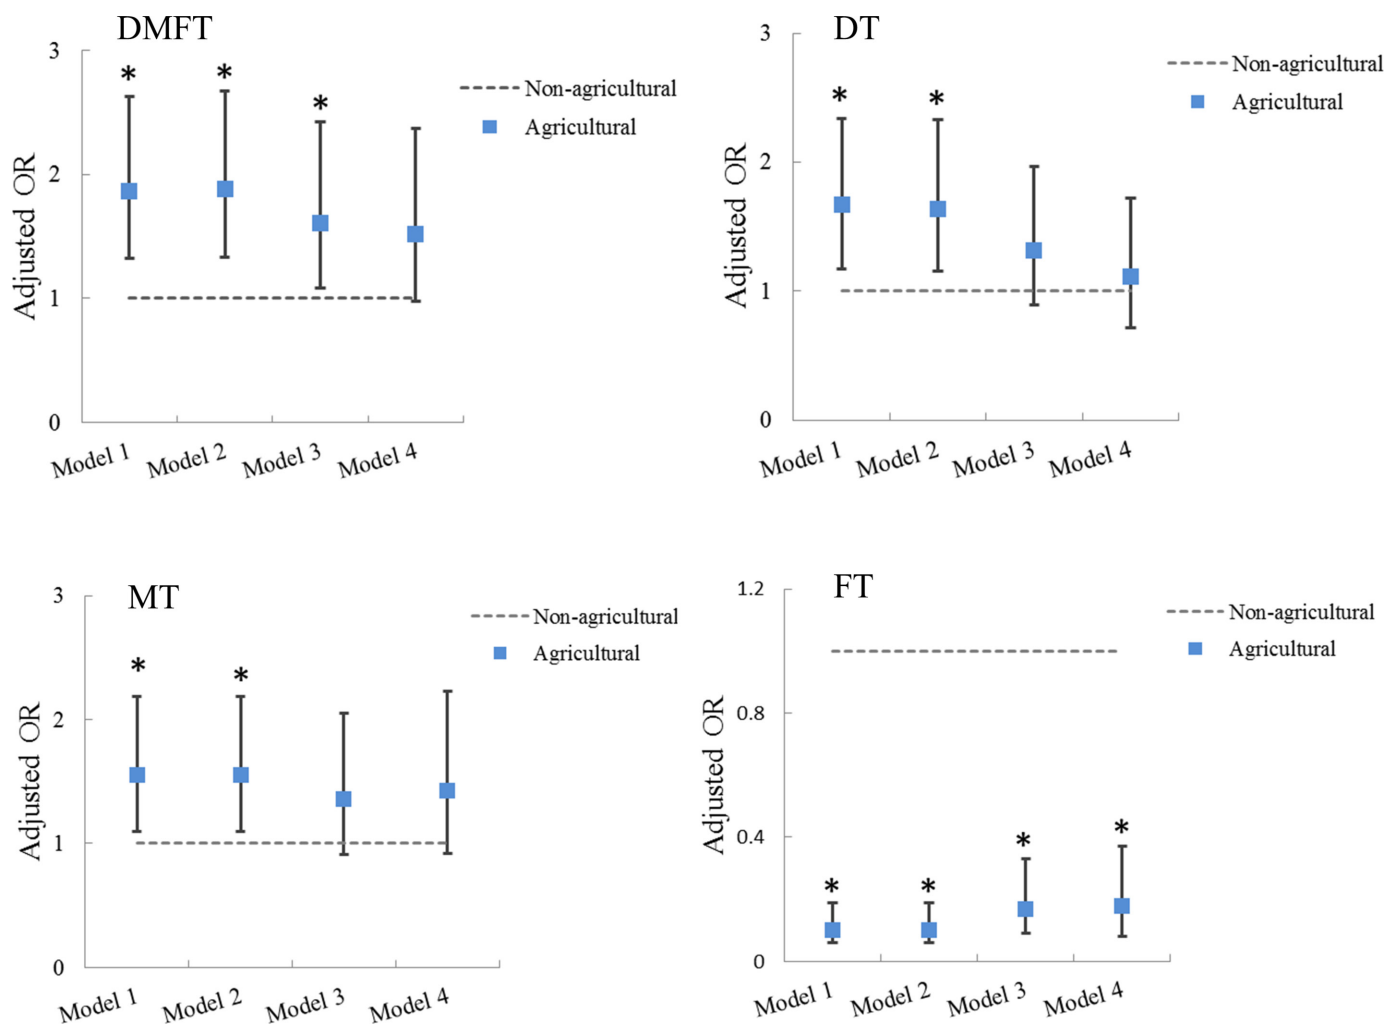 DMFT
3
2
1
0
Adjusted OR
* * *
Non-agricultural
Agricultural
Model 1 Model 2 Model 3 Model 4
DT
3
2
1
0
Adjusted OR
* *
Non-agricultural
Agricultural
Model 1 Model 2 Model 3 Model 4
MT
3
2
1
0
Adjusted OR
* *
Non-agricultural
Agricultural
Model 1 Model 2 Model 3 Model 4
FT
1.2
0.8
0.4
0
Adjusted OR
* * * *
Non-agricultural
Agricultural
Model 1 Model 2 Model 3 Model 4